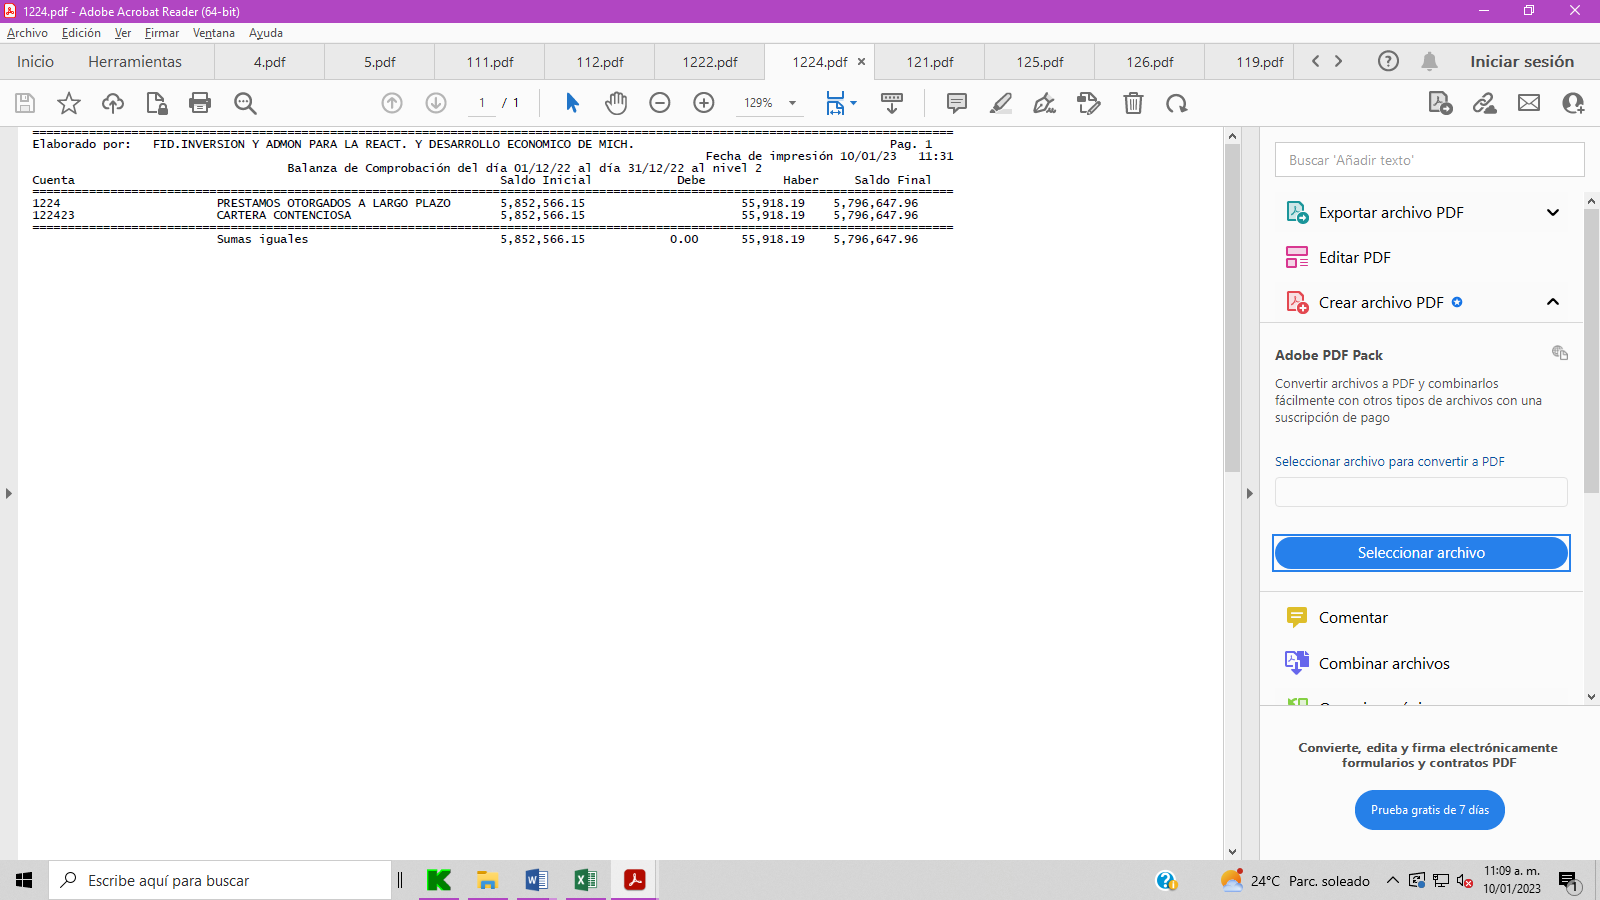 1224.pdf - Adobe Acrobat Reader (64-bit)
Archivo Edición Ver Firmar Ventana Ayuda
Inicio Herramientas 4.pdf 5.pdf 111.pdf 112.pdf 1222.pdf 1224.pdf × 121.pdf 125.pdf 126.pdf 119.pdf Iniciar sesión
1 / 1 129%
Elaborado por: FID.INVERSION Y ADMON PARA LA REACT. Y DESARROLLO ECONOMICO DE MICH. Pag. 1
Fecha de impresión 10/01/23 11:31
Balanza de Comprobación del día 01/12/22 al día 31/12/22 al nivel 2
Cuenta Saldo Inicial Debe Haber Saldo Final
1224 PRESTAMOS OTORGADOS A LARGO PLAZO 5,852,566.15 55,918.19 5,796,647.96
122423 CARTERA CONTENCIOSA 5,852,566.15 55,918.19 5,796,647.96
Sumas iguales 5,852,566.15 0.00 55,918.19 5,796,647.96
Buscar 'Añadir texto'
Exportar archivo PDF
Editar PDF
Crear archivo PDF
Adobe PDF Pack
Convertir archivos a PDF y combinarlos
fácilmente con otros tipos de archivos con una
suscripción de pago
Seleccionar archivo para convertir a PDF
Seleccionar archivo
Comentar
Combinar archivos
Convierte, edita y firma electrónicamente
formularios y contratos PDF
Prueba gratis de 7 días
Escribe aquí para buscar
24°C Parc. soleado
11:09 a. m.
10/01/2023
1